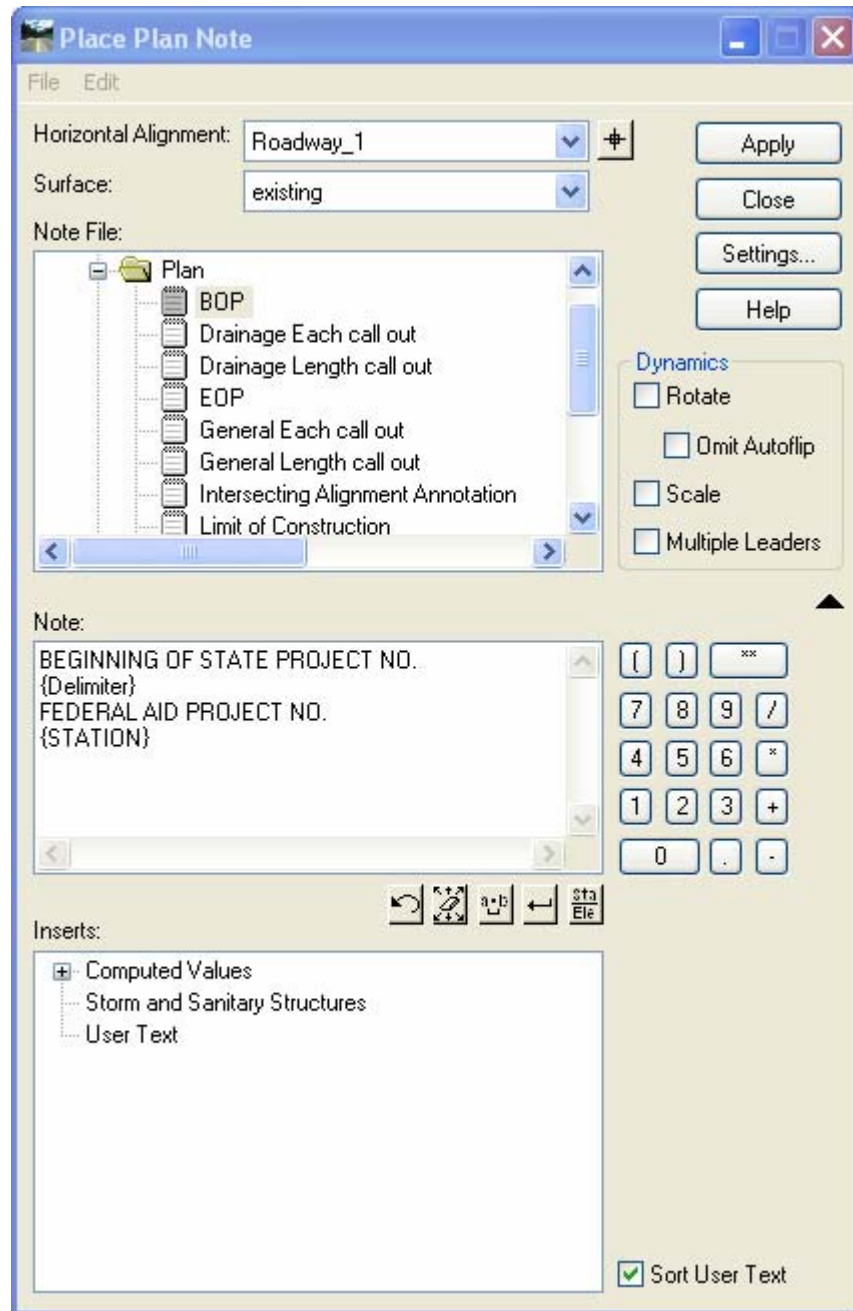 Place Plan Note
File Edit
Horizontal Alignment: Roadway_1
Apply
Surface: existing
Close
Note File:
Settings...
Help
Plan
BOP
Drainage Each call out
Drainage Length call out
EOP
General Each call out
General Length call out
Intersecting Alignment Annotation
Limit of Construction
Dynamics
Rotate
Omit Autoflip
Scale
Multiple Leaders
Note:
BEGINNING OF STATE PROJECT NO.
{Delimiter}
FEDERAL AID PROJECT NO.
{STATION}
( ) **
7 8 9 /
4 5 6 *
1 2 3 +
0 . -
a b
Sta
Ele
Inserts:
Computed Values
Storm and Sanitary Structures
User Text
Sort User Text